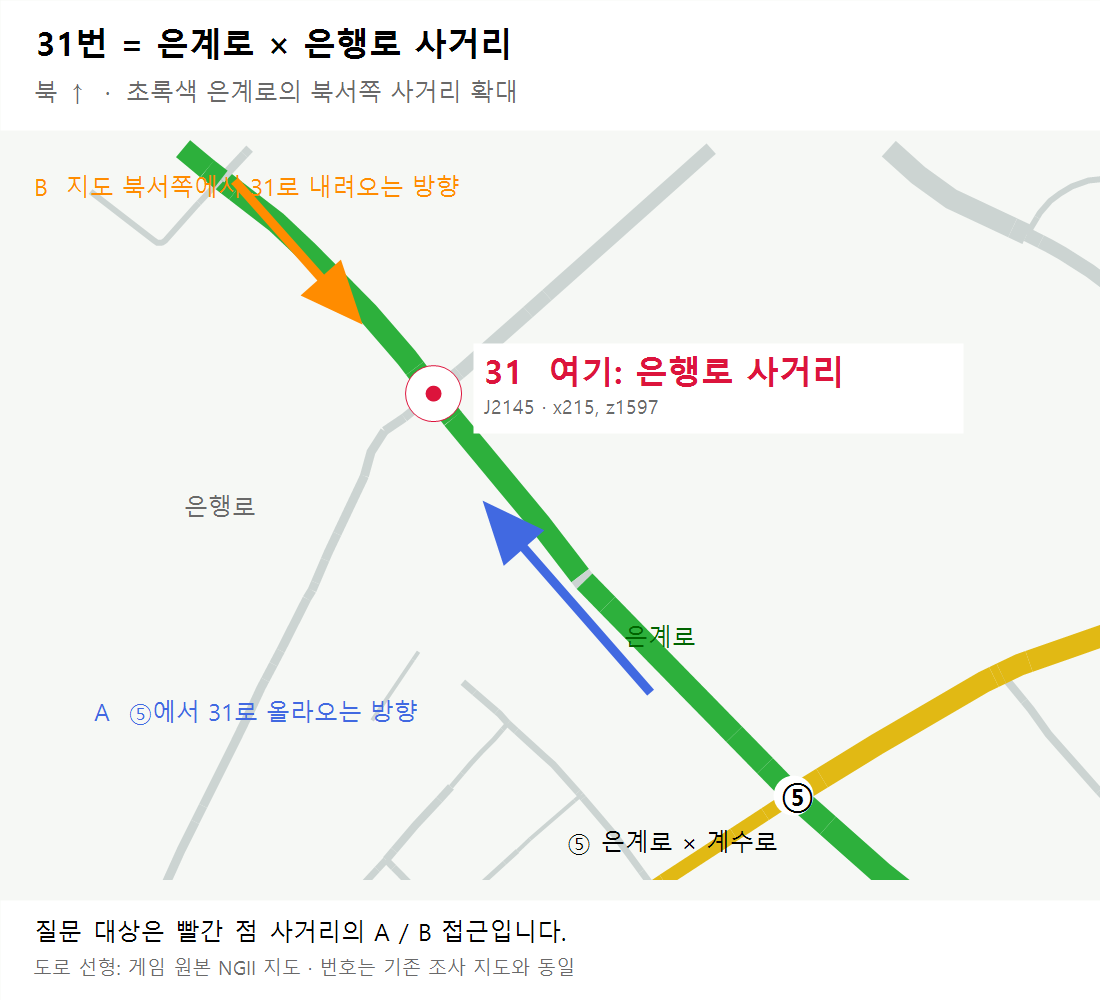 31번 = 은계로 × 은행로 사거리
북 ↑ · 초록색 은계로의 북서쪽 사거리 확대
B 지도 북서쪽에서 31로 내려오는 방향
31 여기: 은행로 사거리
J2145 · x215, z1597
은행로
은계로
A ⑤에서 31로 올라오는 방향
⑤
⑤ 은계로 × 계수로
질문 대상은 빨간 점 사거리의 A / B 접근입니다.
도로 선형: 게임 원본 NGII 지도 · 번호는 기존 조사 지도와 동일